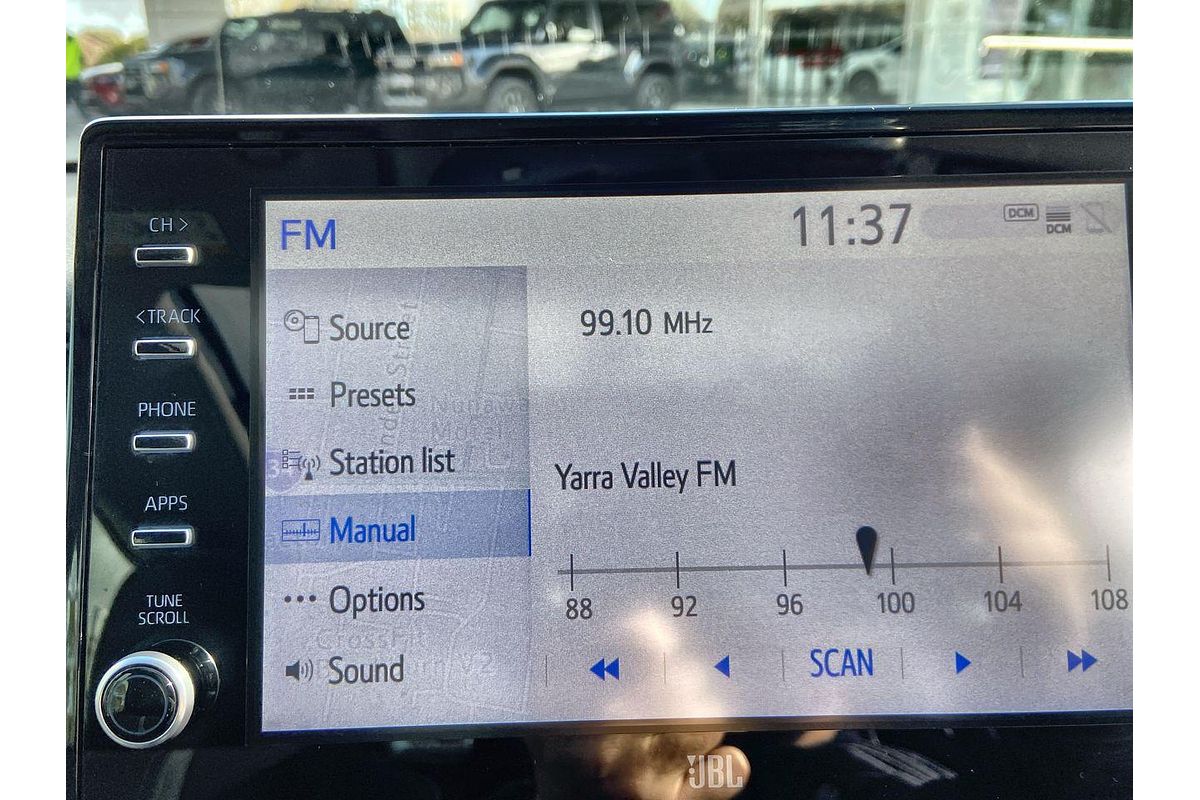 CH >
< TRACK
PHONE
APPS
TUNE
SCROLL
FM
11:37
DCM
DCM
Source
Presets
Station list
Manual
Options
Sound
99.10 MHz
Yarra Valley FM
88 92 96 100 104 108
SCAN
JBL